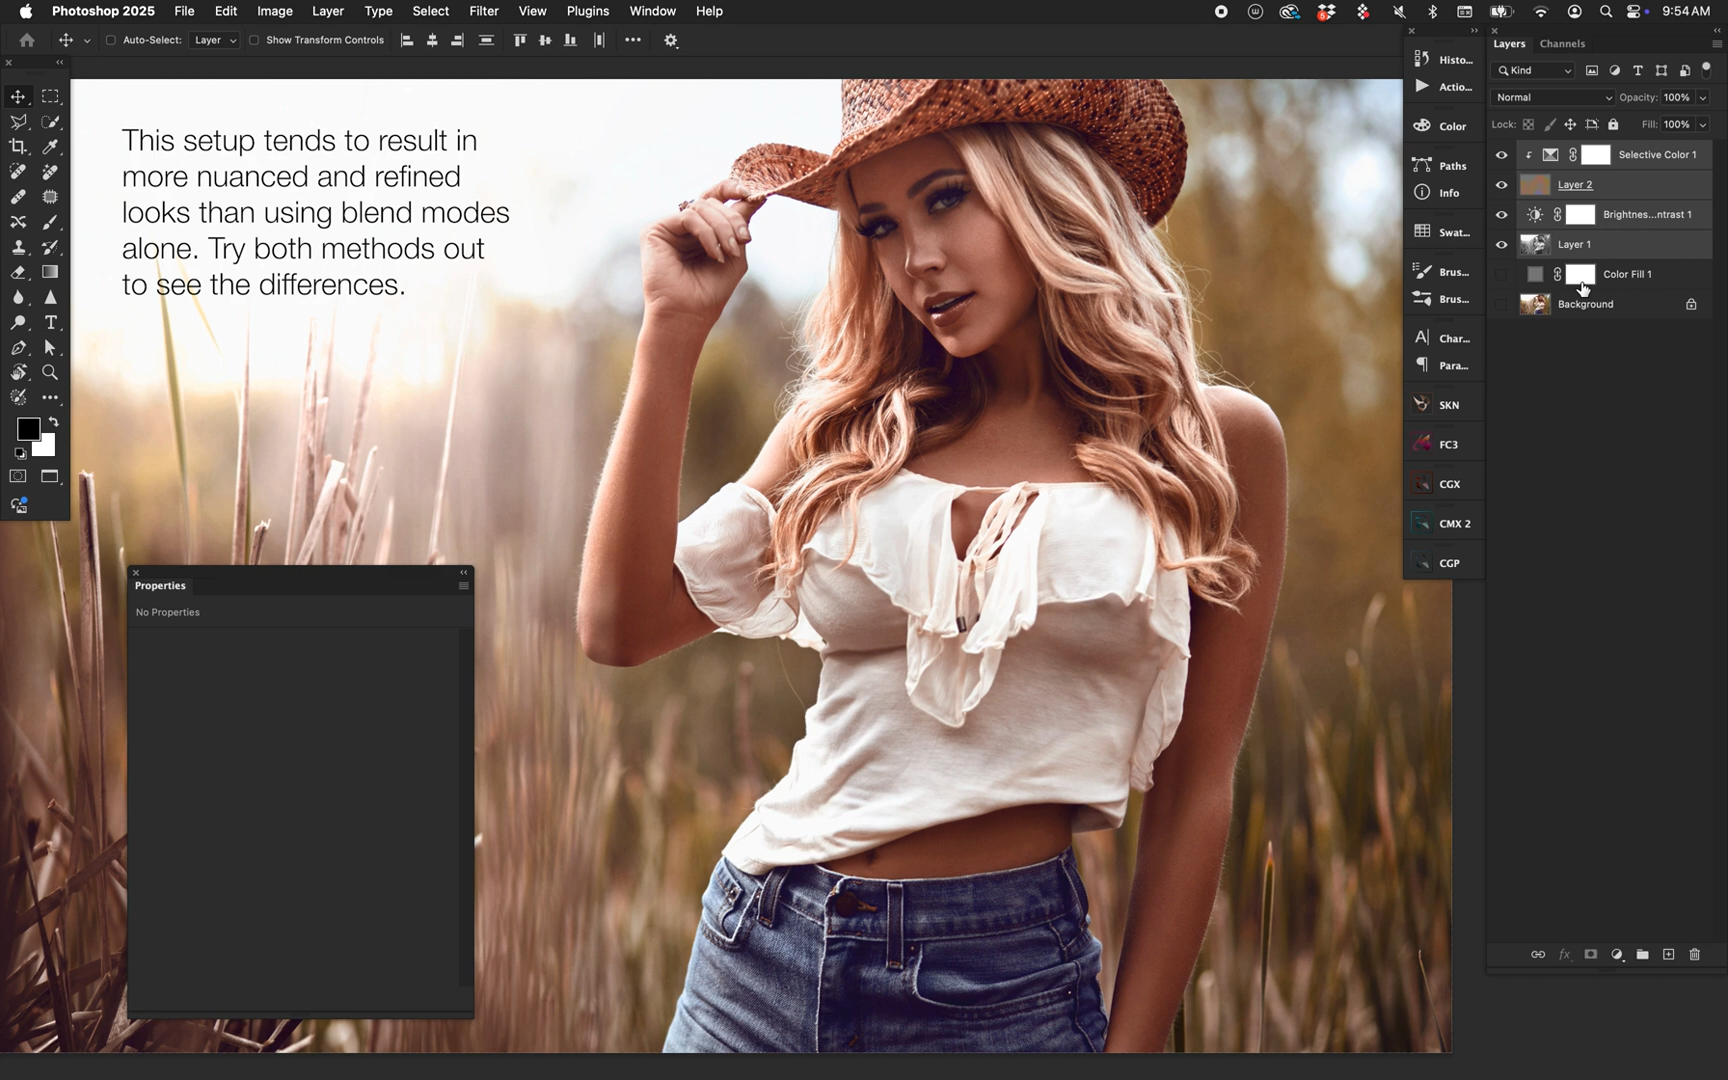 Photoshop 2025 File Edit Image Layer Type Select Filter View Plugins Window Help 9:54 AM
Auto-Select: Layer Show Transform Controls
This setup tends to result in
more nuanced and refined
looks than using blend modes
alone. Try both methods out
to see the differences.
Properties
No Properties
Histo...
Actio...
Color
Paths
Info
Swat...
Brus...
Brus...
Char...
Para...
SKN
FC3
CGX
CMX 2
CGP
Layers Channels
Kind
Normal Opacity: 100%
Lock: Fill: 100%
Selective Color 1
Layer 2
Brightnes...ntrast 1
Layer 1
Color Fill 1
Background
fx